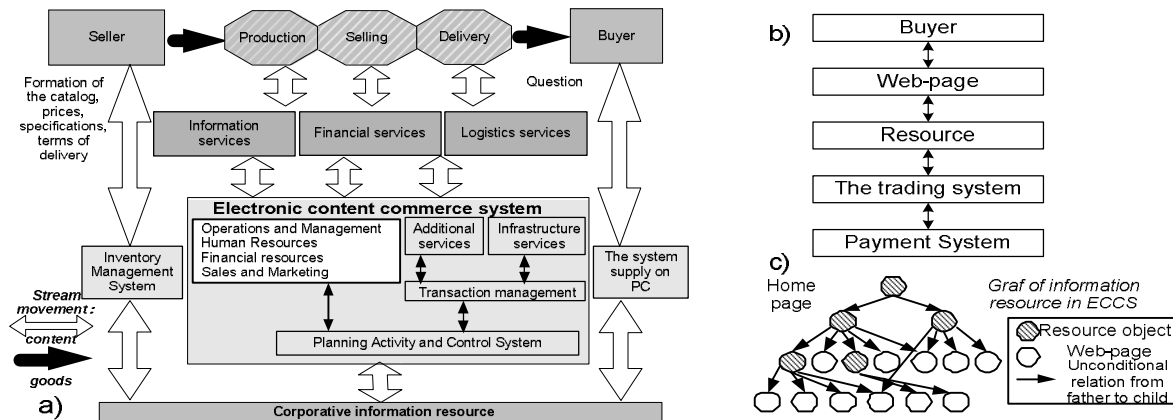 Seller
Production
Selling
Delivery
Buyer
Formation
of the
catalog,
prices,
specifications,
terms of
delivery
Question
Information
services
Financial services
Logistics services
Electronic content commerce system
Operations and Management
Human Resources
Financial resources
Sales and Marketing
Additional
services
Infrastructure
services
Transaction management
Planning Activity and Control System
Inventory
Management
System
The
system
supply on
PC
Stream
movement:
content
goods
a)
Corporative information resource
b)
Buyer
Web-page
Resource
The trading system
Payment System
c)
Home
page
Graf of information
resource in ECCS
Resource object
Web-page
Unconditional
relation from
father to child